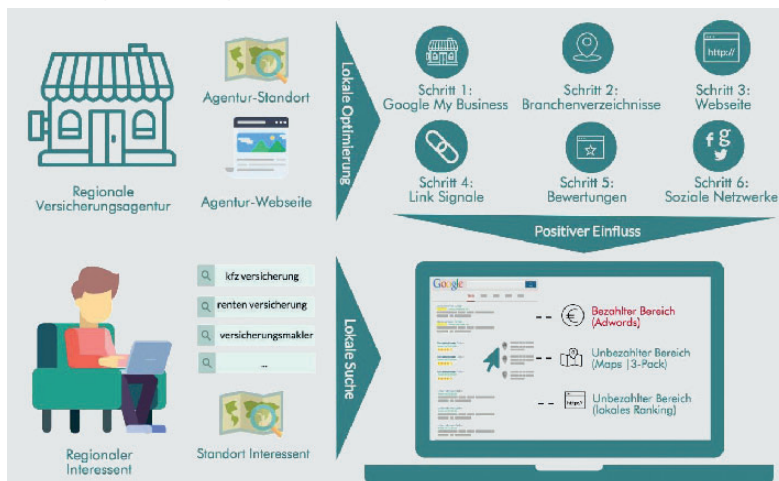 Regionale
Versicherungsagentur
Agentur-Standort
Agentur-Webseite
Lokale Optimierung
Schritt 1:
Google My Business
Schritt 2:
Branchenverzeichnisse
http://
Schritt 3:
Webseite
Schritt 4:
Link Signale
Schritt 5:
Bewertungen
f g
Schritt 6:
Soziale Netzwerke
Positiver Einfluss
Regionaler
Interessent
kfz versicherung
renten versicherung
versicherungsmakler
...
Standort Interessent
Lokale Suche
Google
€
Bezahlter Bereich
(Adwords)
Unbezahlter Bereich
(Maps |3-Pack)
http://
Unbezahlter Bereich
(lokales Ranking)